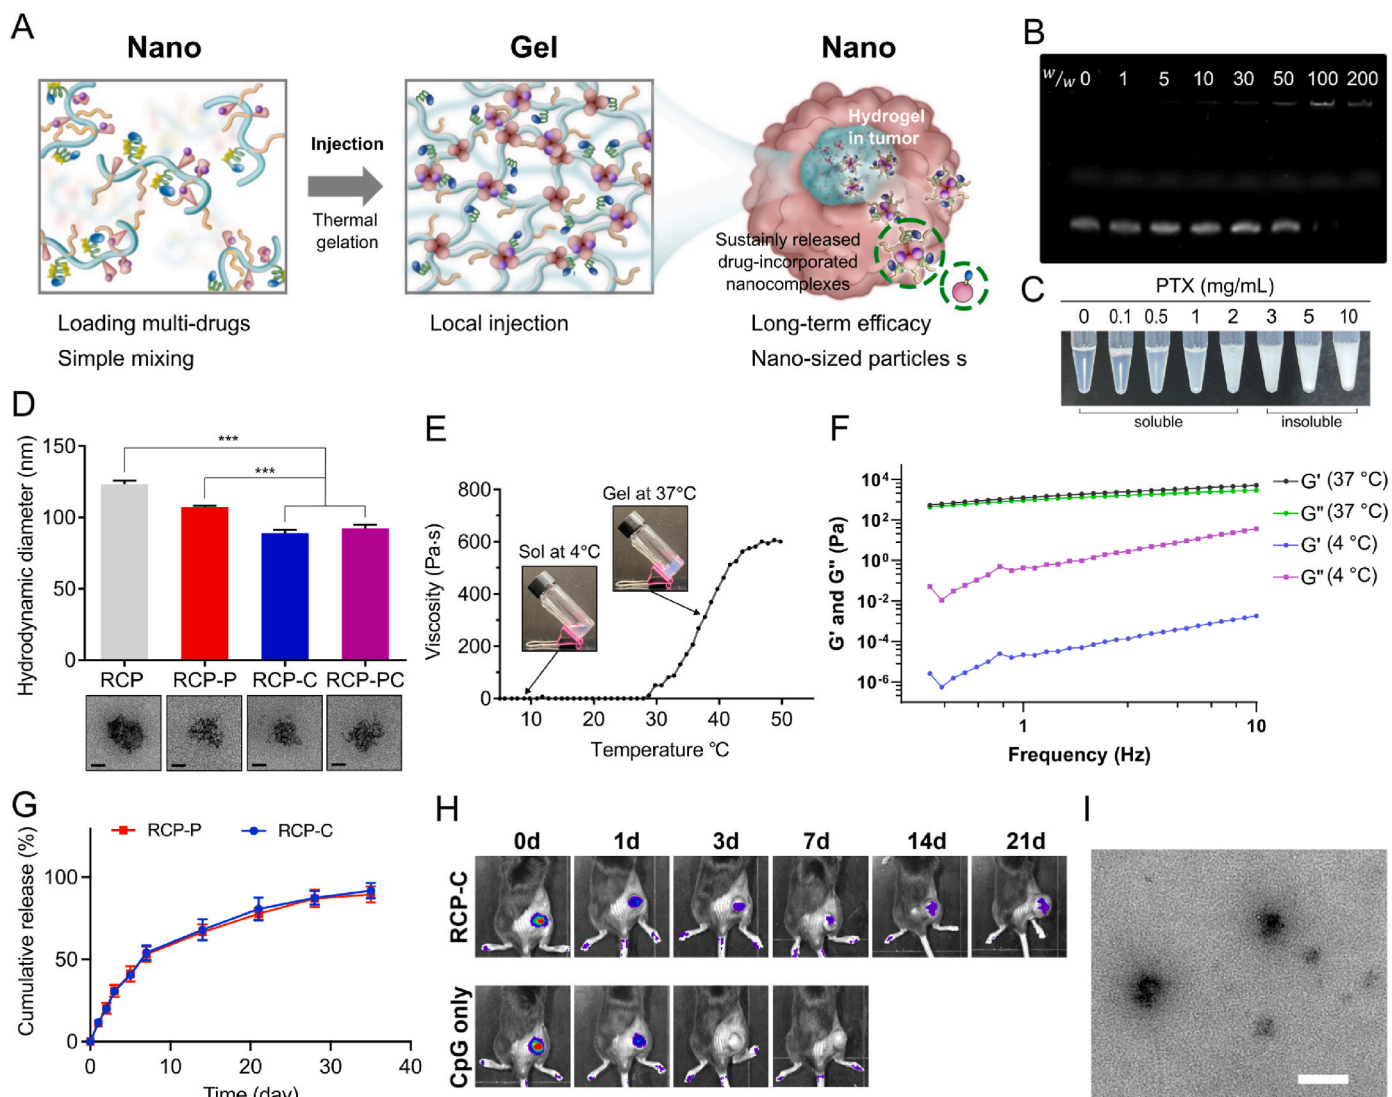 A
Nano
Gel
Nano
Injection
Thermal
gelation
Hydrogel
in tumor
Sustainly released
drug-incorporated
nanocomplexes
Loading multi-drugs
Simple mixing
Local injection
Long-term efficacy
Nano-sized particles s
B
w/w 0 1 5 10 30 50 100 200
C
PTX (mg/mL)
0 0.1 0.5 1 2 3 5 10
soluble insoluble
D
Hydrodynamic diameter (nm)
150
100
50
0
***
***
RCP RCP-P RCP-C RCP-PC
E
Viscosity (Pa·s)
800
600
400
200
0
Gel at 37°C
Sol at 4°C
10 20 30 40 50
Temperature °C
F
G' and G" (Pa)
10⁴
10²
10⁰
10⁻²
10⁻⁴
10⁻⁶
1 10
Frequency (Hz)
G' (37 °C)
G" (37 °C)
G' (4 °C)
G" (4 °C)
G
RCP-P RCP-C
Cumulative release (%)
100
50
0
0 10 20 30 40
Time (day)
H
0d 1d 3d 7d 14d 21d
RCP-C
CpG only
I